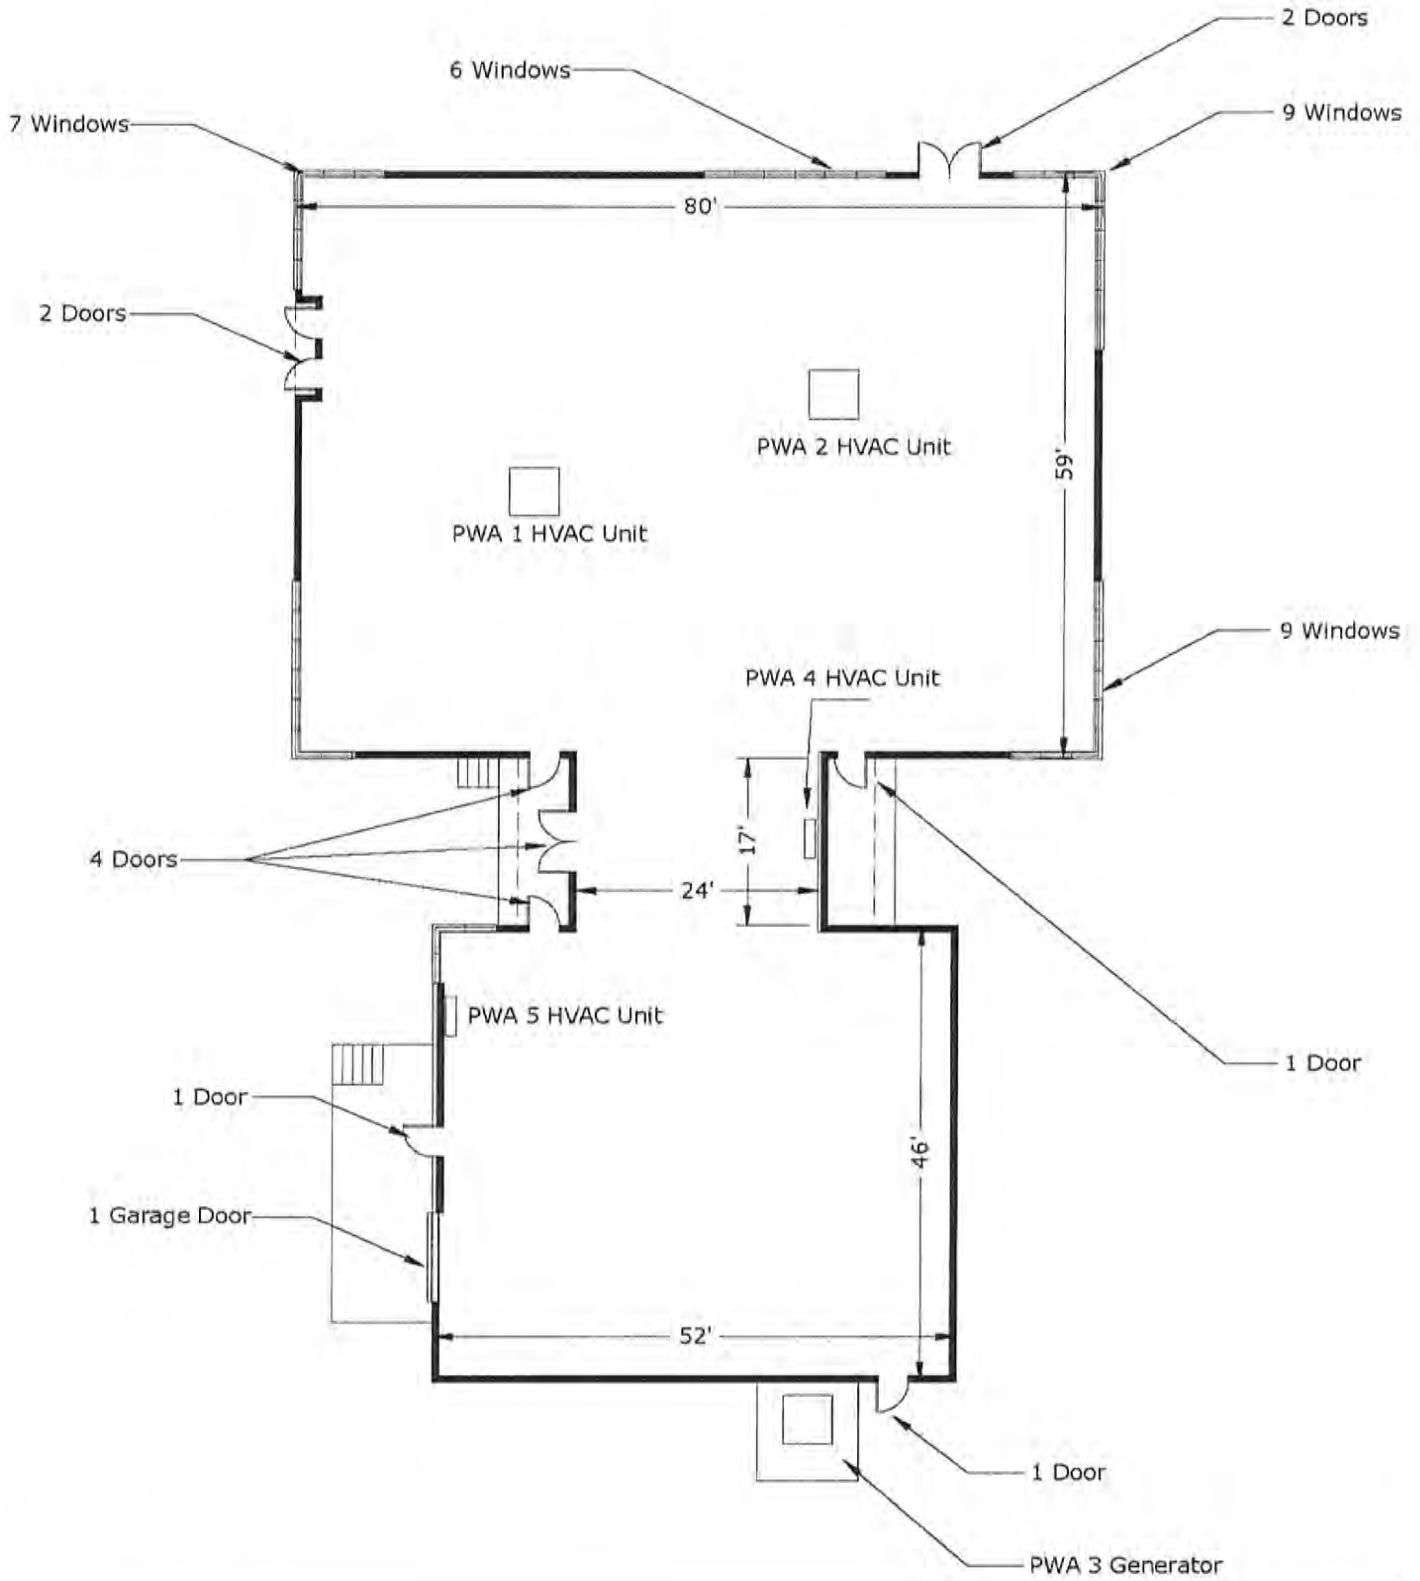 2 Doors
6 Windows
9 Windows
7 Windows
80'
2 Doors
PWA 2 HVAC Unit
59'
PWA 1 HVAC Unit
9 Windows
PWA 4 HVAC Unit
17'
4 Doors
24'
PWA 5 HVAC Unit
1 Door
1 Door
46'
1 Garage Door
52'
1 Door
PWA 3 Generator